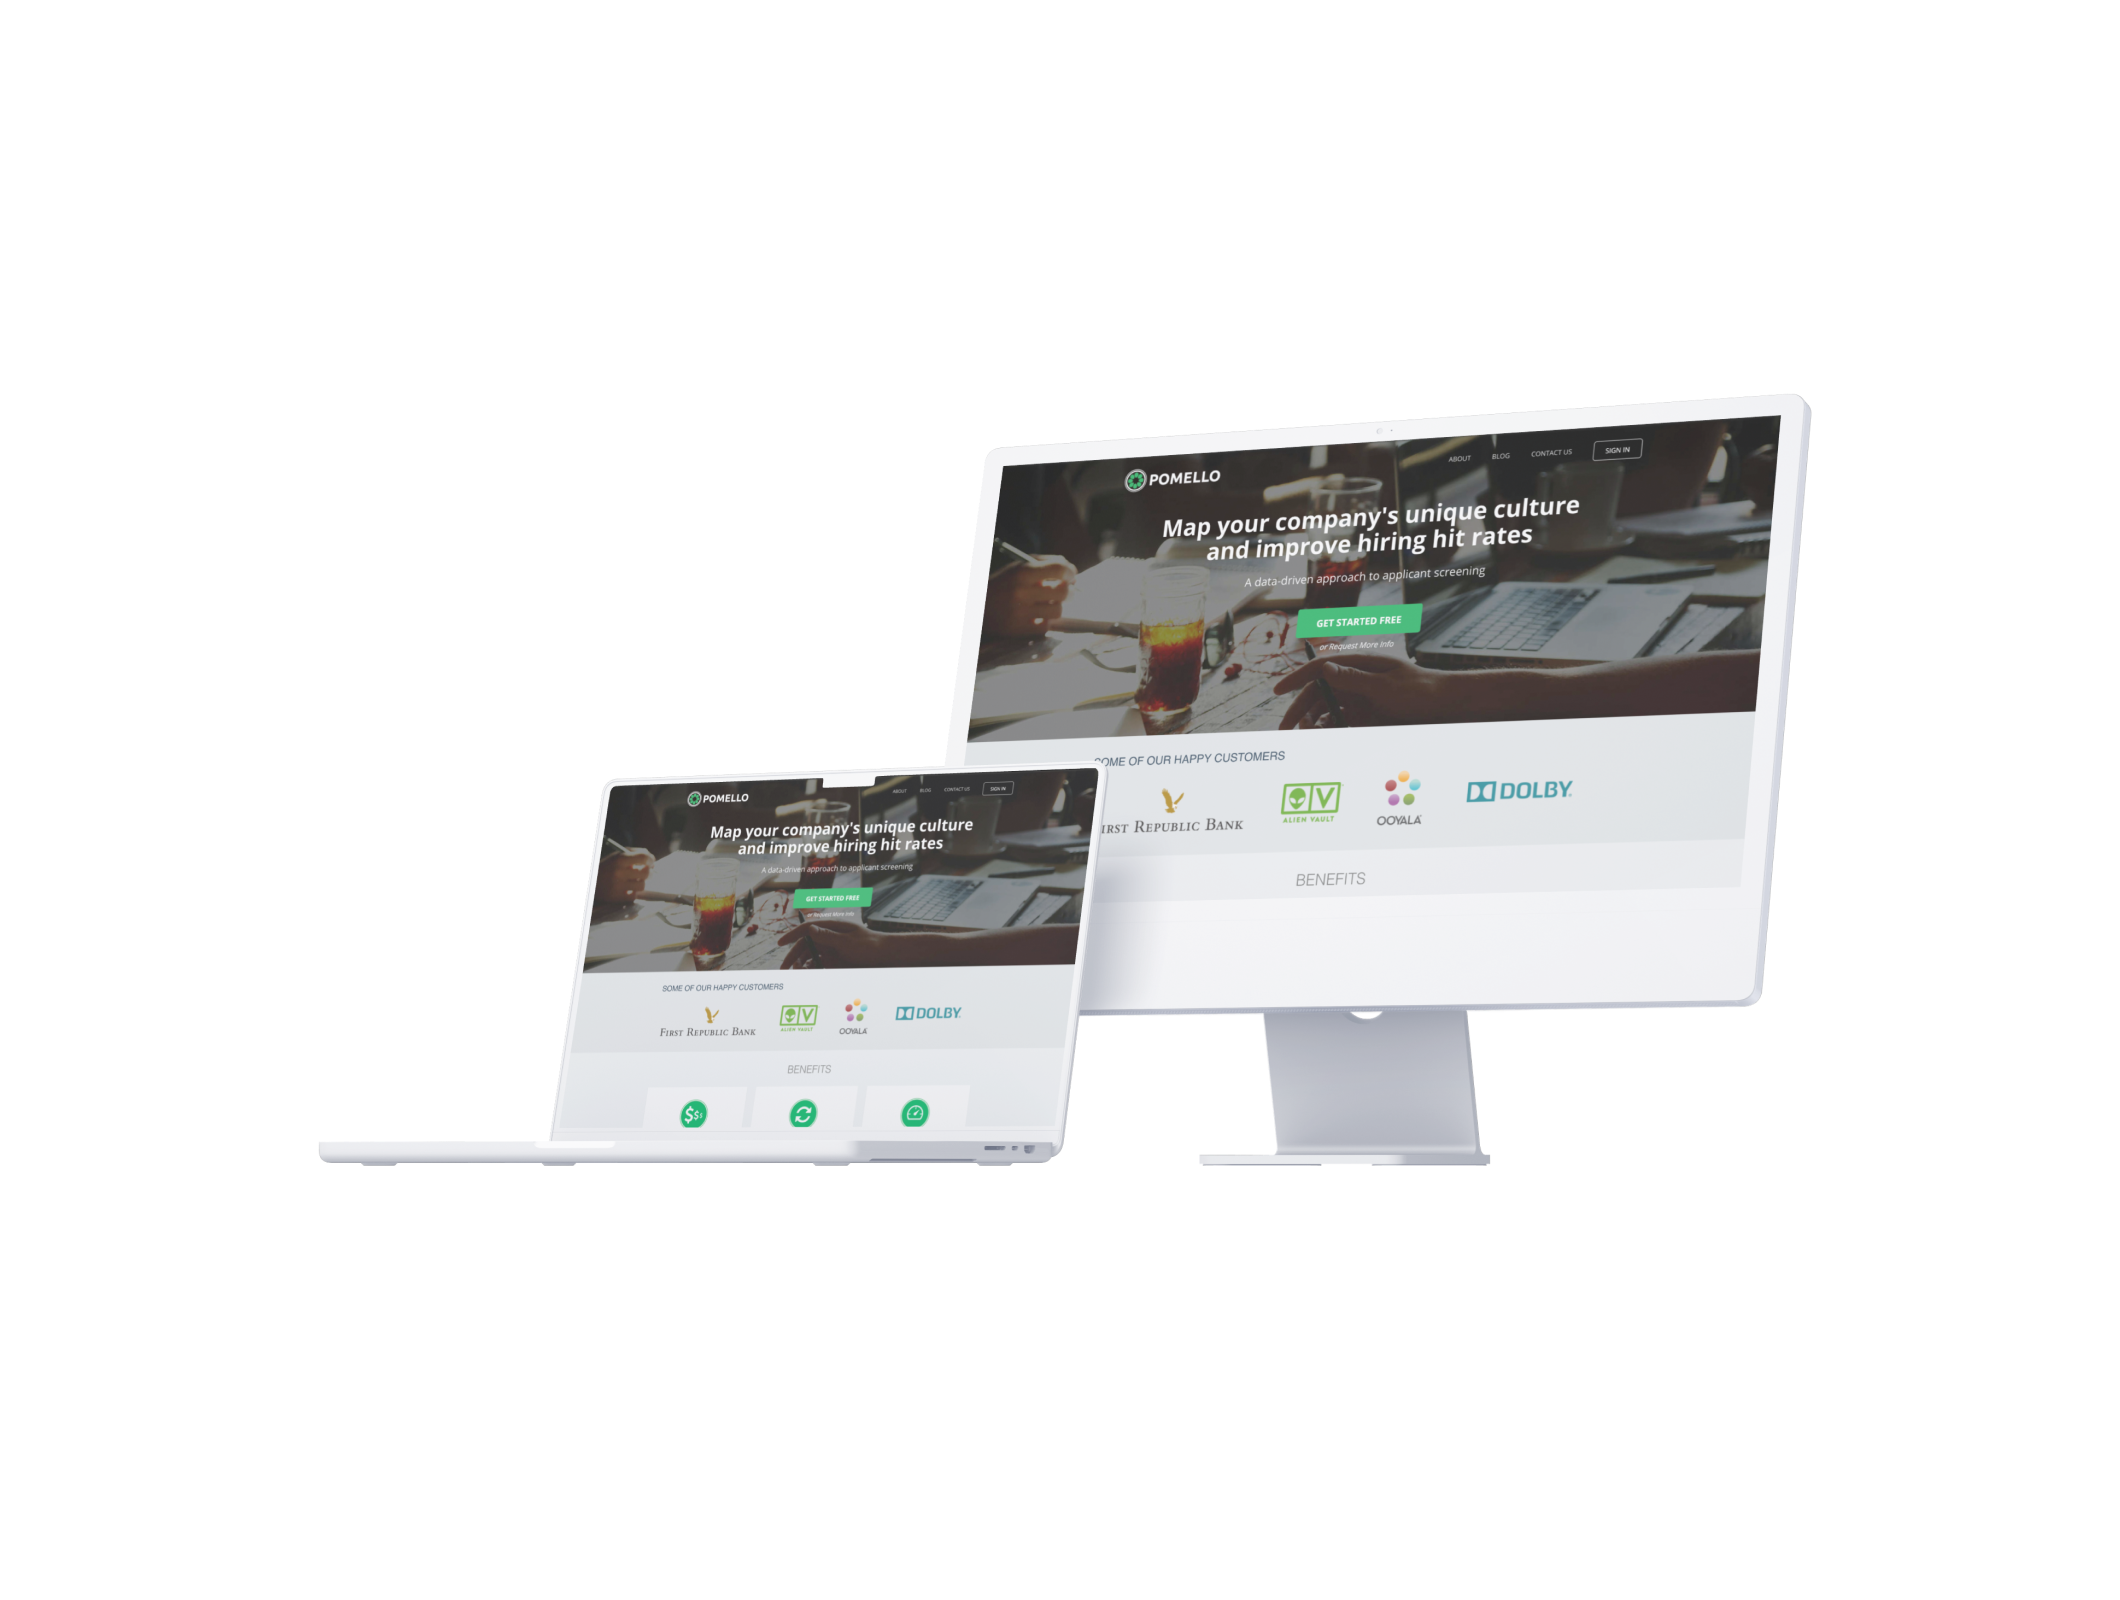 POMELLO
ABOUT
BLOG
CONTACT US
SIGN IN
Map your company's unique culture
and improve hiring hit rates
A data-driven approach to applicant screening
GET STARTED FREE
or Request More Info
SOME OF OUR HAPPY CUSTOMERS
REPUBLIC BANK
ALIEN VAULT
OOYALA
DOLBY
BENEFITS
POMELLO
ABOUT
BLOG
CONTACT US
SIGN IN
Map your company's unique culture
and improve hiring hit rates
A data-driven approach to applicant screening
GET STARTED FREE
or Request More Info
SOME OF OUR HAPPY CUSTOMERS
FIRST REPUBLIC BANK
ALIEN VAULT
OOYALA
DOLBY
BENEFITS